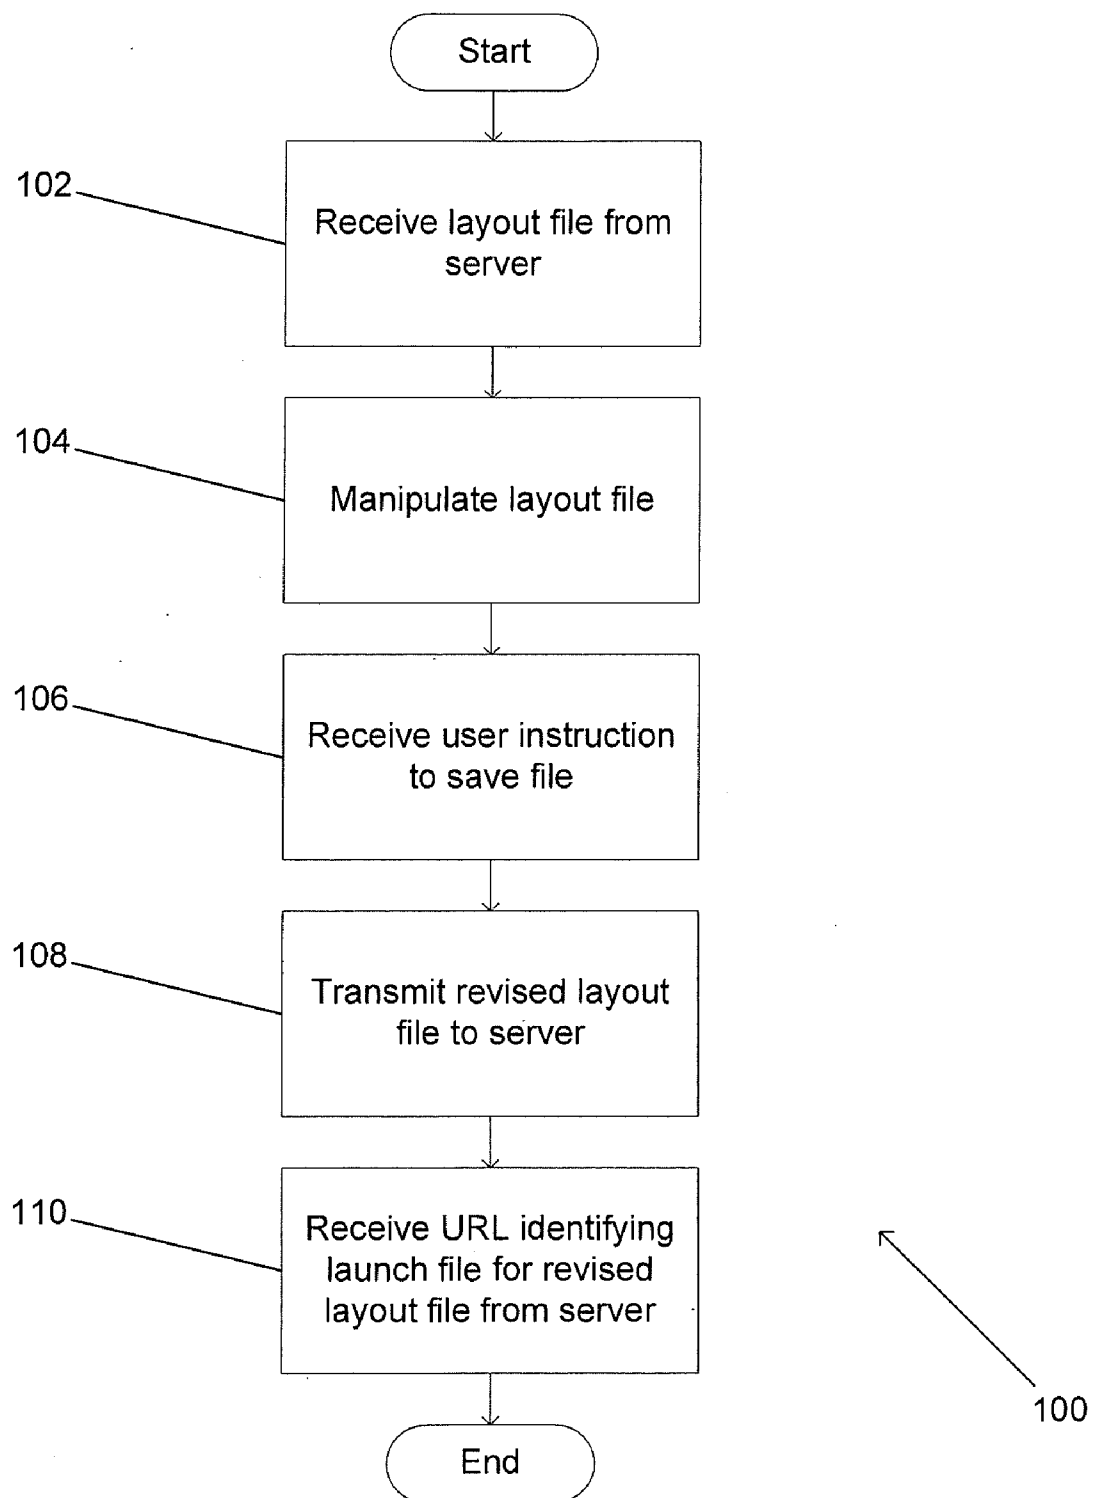 Start
102
Receive layout file from
server
104
Manipulate layout file
106
Receive user instruction
to save file
108
Transmit revised layout
file to server
110
Receive URL identifying
launch file for revised
layout file from server
100
End